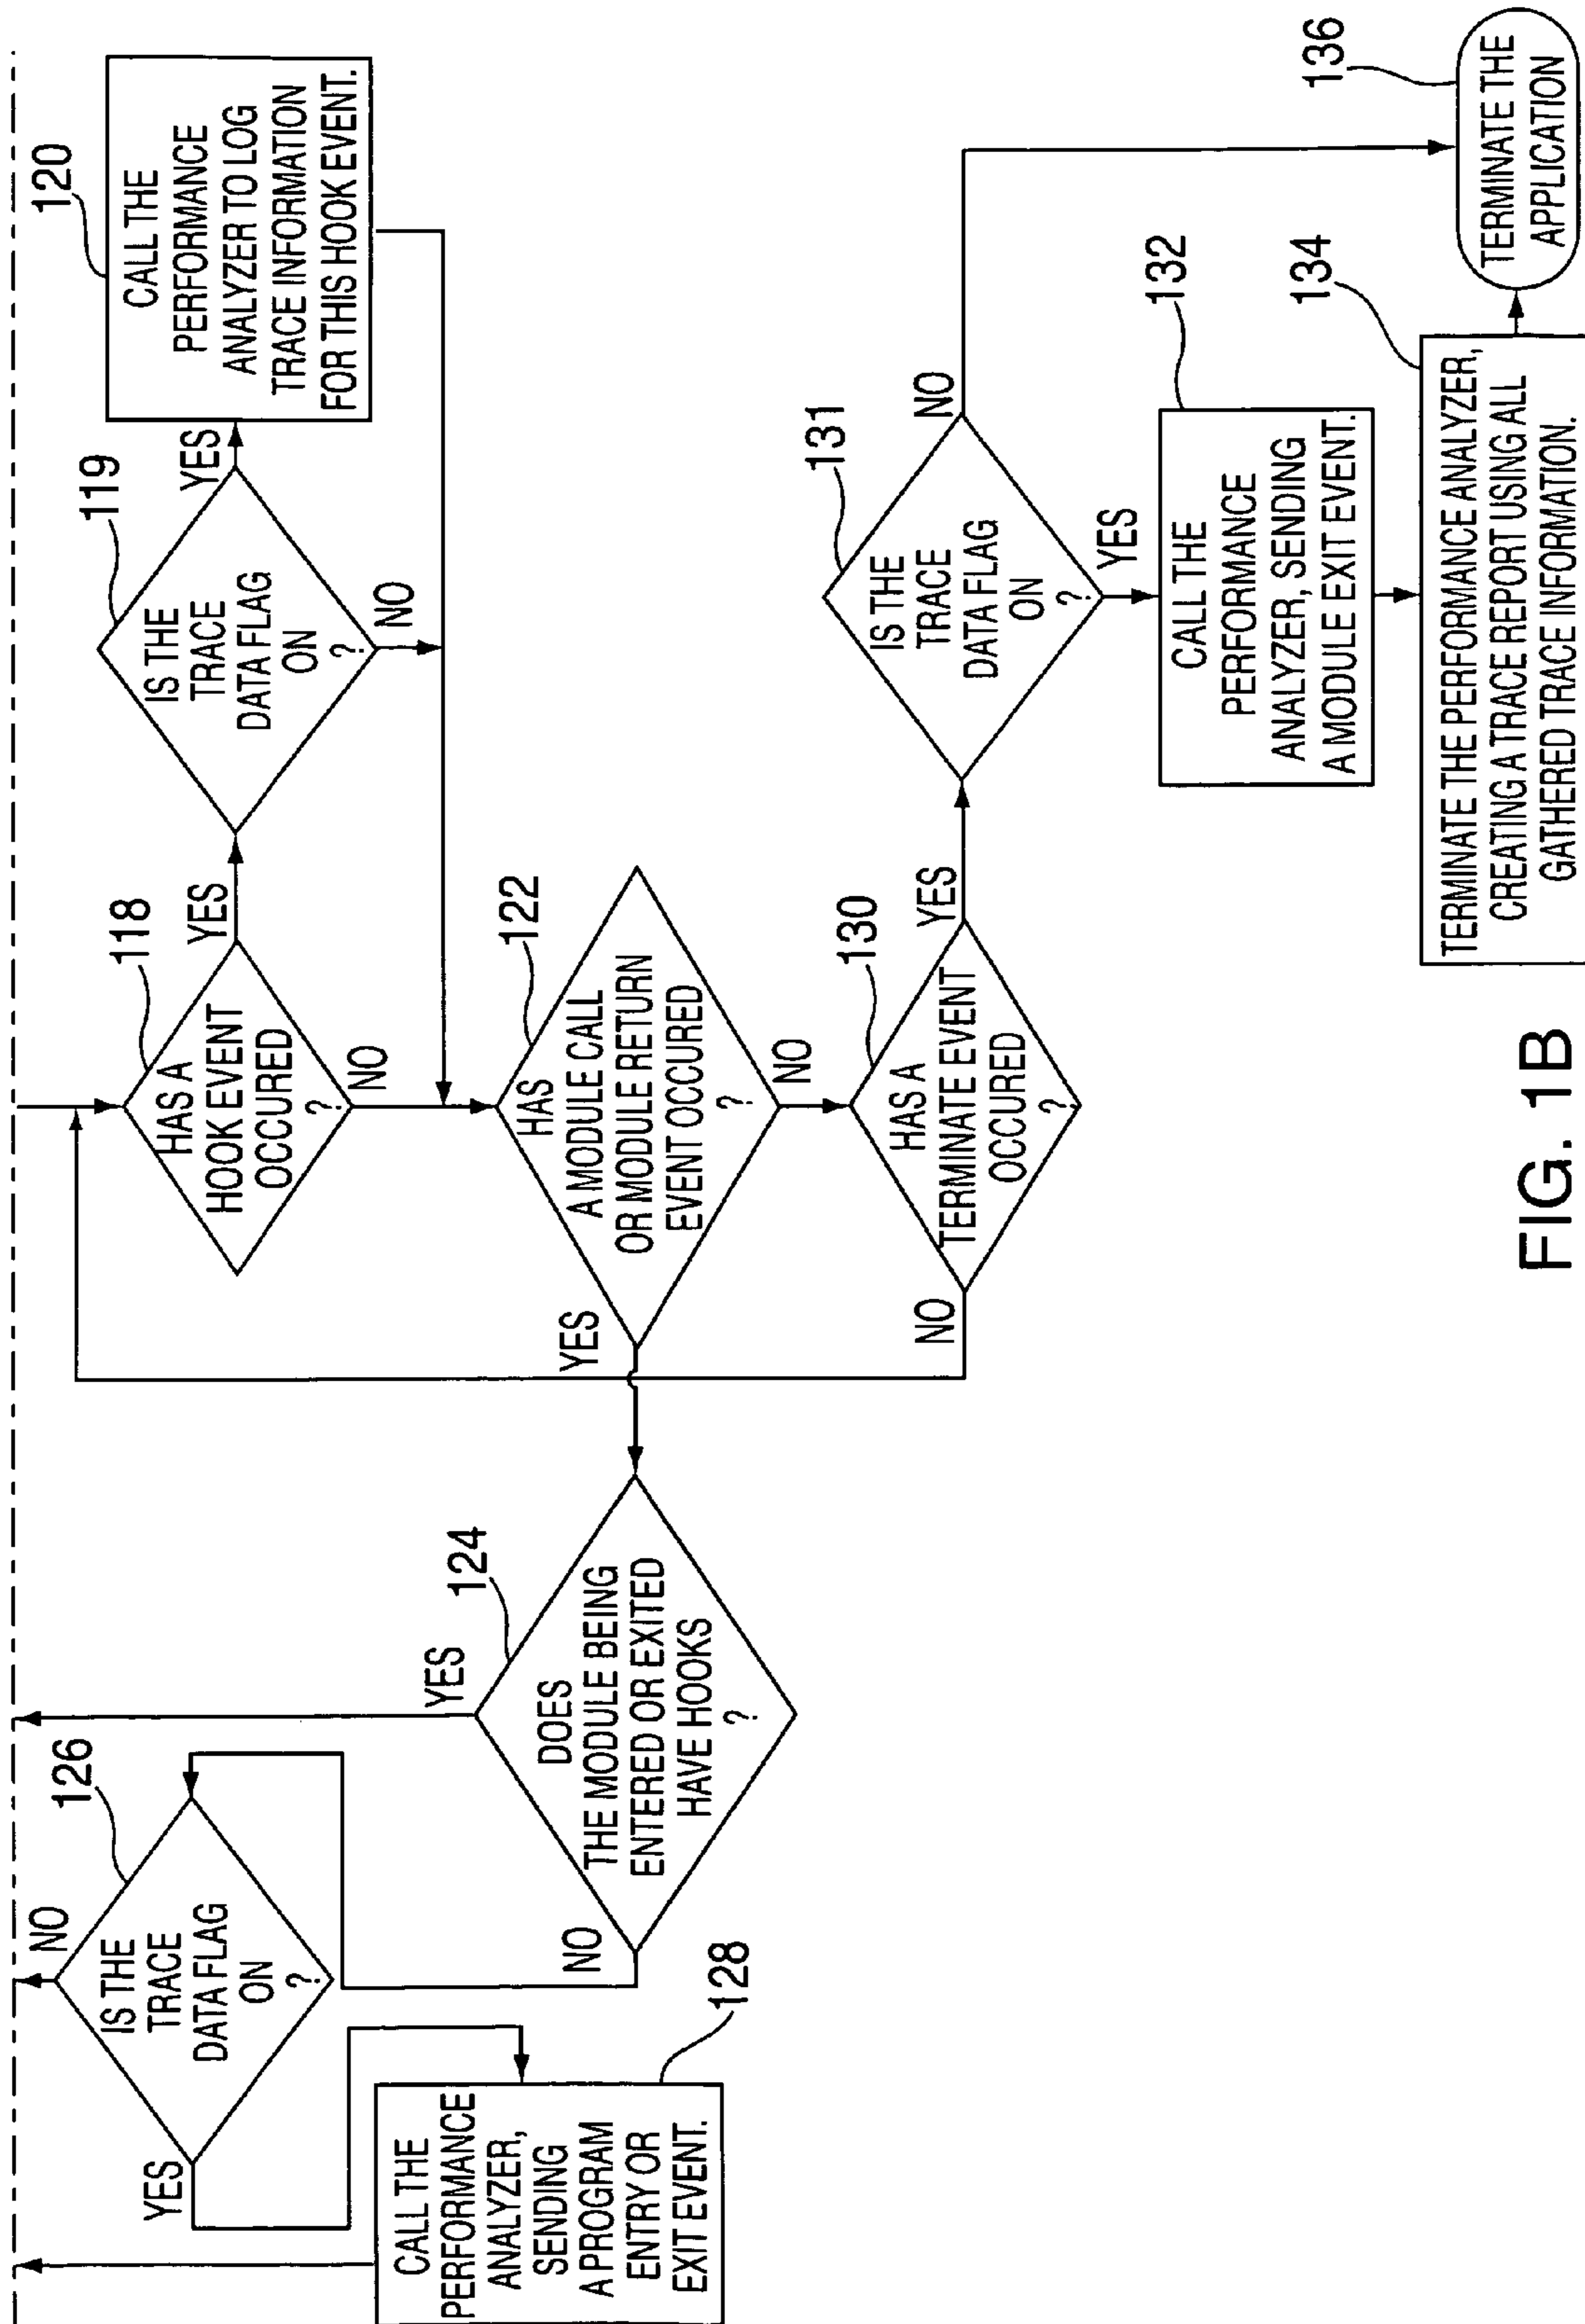 118
HAS A
HOOK EVENT
OCCURED
?
YES
NO
119
IS THE
TRACE
DATA FLAG
ON
?
YES
NO
120
CALL THE
PERFORMANCE
ANALYZER TO LOG
TRACE INFORMATION
FOR THIS HOOK EVENT.
122
HAS
A MODULE CALL
OR MODULE RETURN
EVENT OCCURED
?
YES
NO
124
DOES
THE MODULE BEING
ENTERED OR EXITED
HAVE HOOKS
?
YES
NO
126
IS THE
TRACE
DATA FLAG
ON
?
NO
YES
128
CALL THE
PERFORMANCE
ANALYZER,
SENDING
A PROGRAM
ENTRY OR
EXIT EVENT.
130
HAS A
TERMINATE EVENT
OCCURED
?
NO
YES
131
IS THE
TRACE
DATA FLAG
ON
?
NO
YES
132
CALL THE
PERFORMANCE
ANALYZER, SENDING
A MODULE EXIT EVENT.
134
TERMINATE THE PERFORMANCE ANALYZER,
CREATING A TRACE REPORT USING ALL
GATHERED TRACE INFORMATION.
136
TERMINATE THE
APPLICATION
FIG. 1B